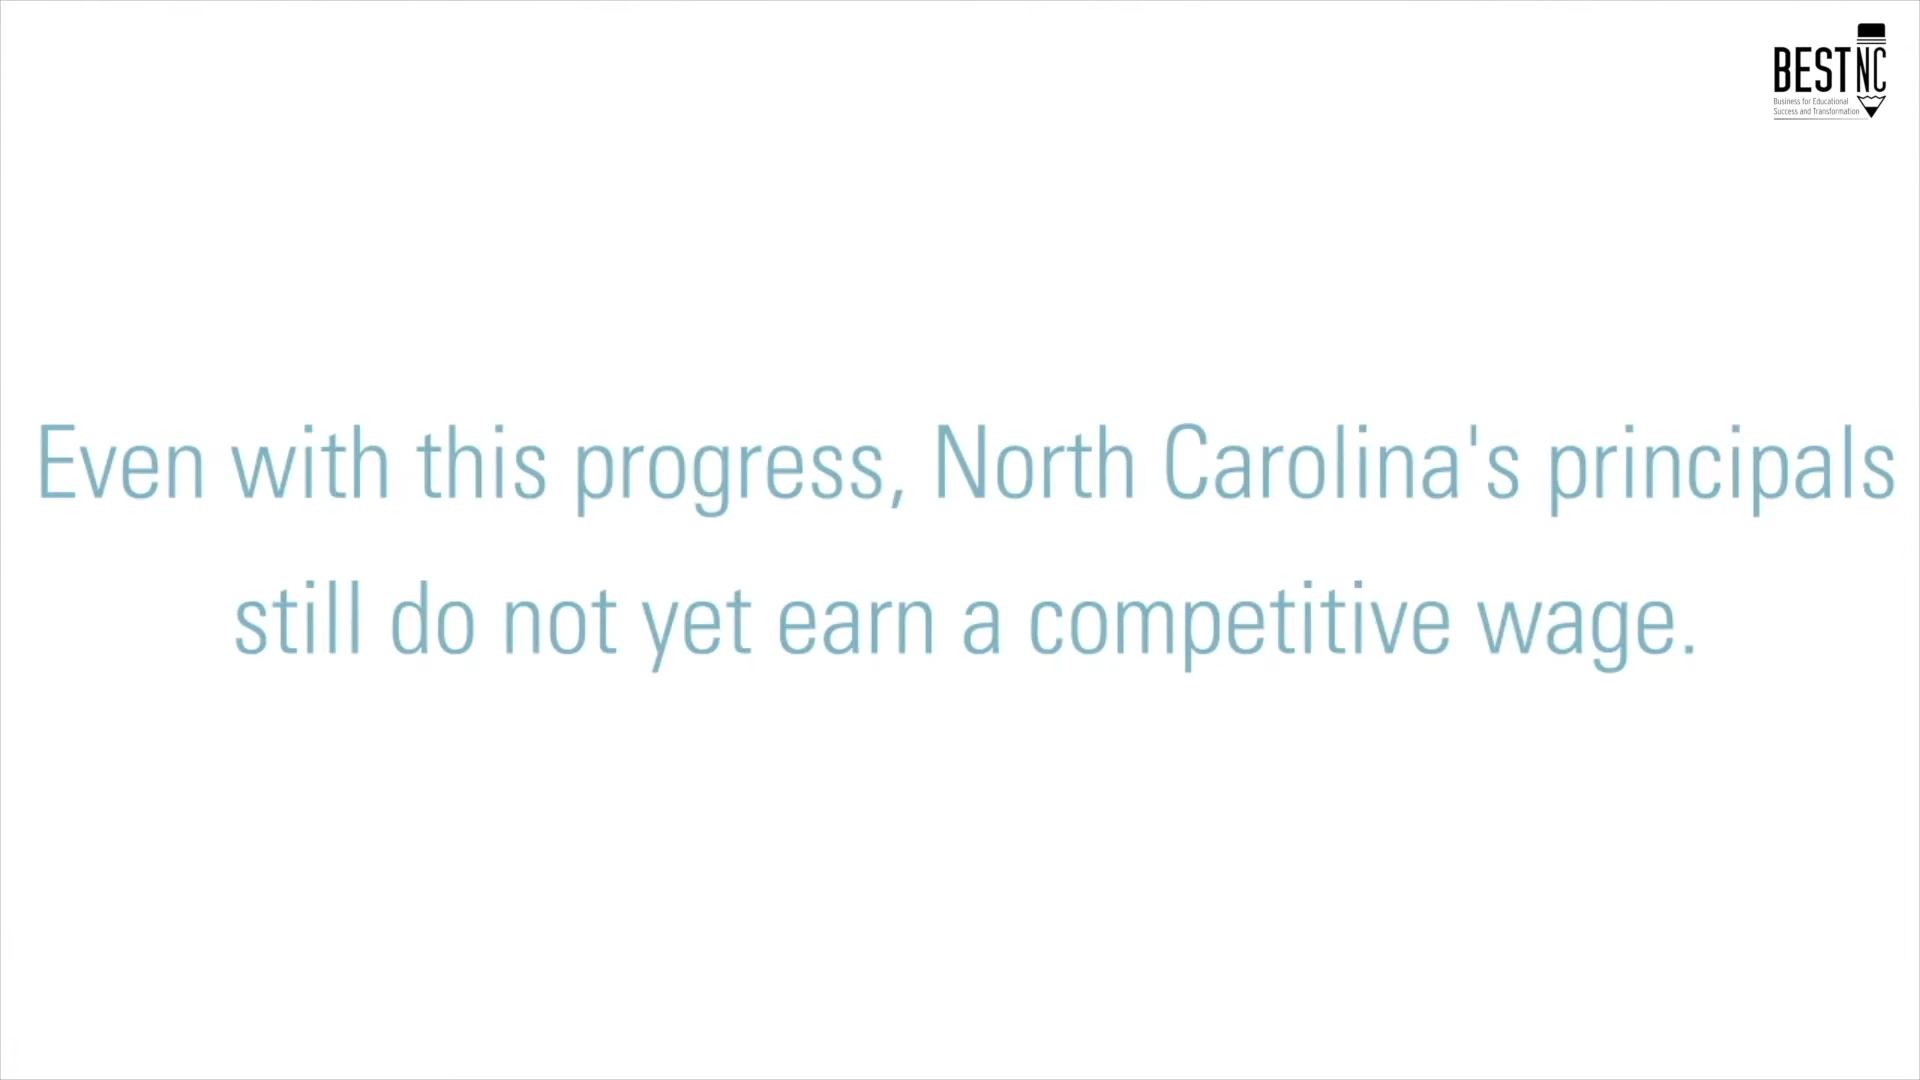 BEST NC
Business for Educational
Success and Transformation
Even with this progress, North Carolina's principals
still do not yet earn a competitive wage.